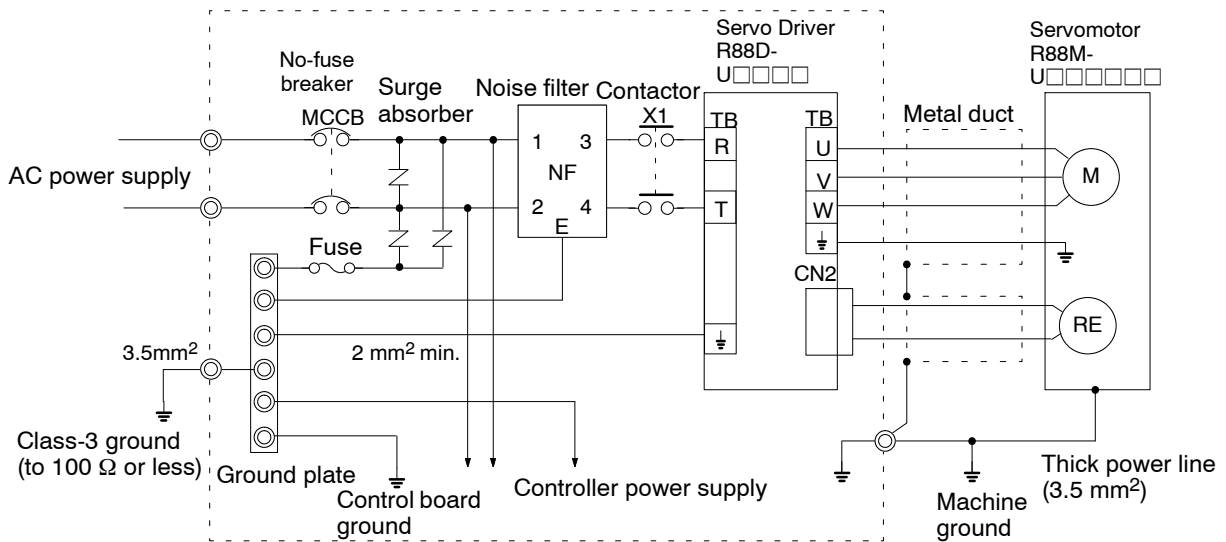 Servo Driver
R88D-
U□□□□
Servomotor
R88M-
U□□□□□□
No-fuse
breaker
MCCB
Surge
absorber
Noise filter
Contactor
X1
Metal duct
TB
TB
R
U
1
3
NF
AC power supply
V
M
2
4
T
W
E
Fuse
CN2
RE
3.5mm²
2 mm² min.
Class-3 ground
(to 100 Ω or less)
Ground plate
Control board
ground
Controller power supply
Machine
ground
Thick power line
(3.5 mm²)